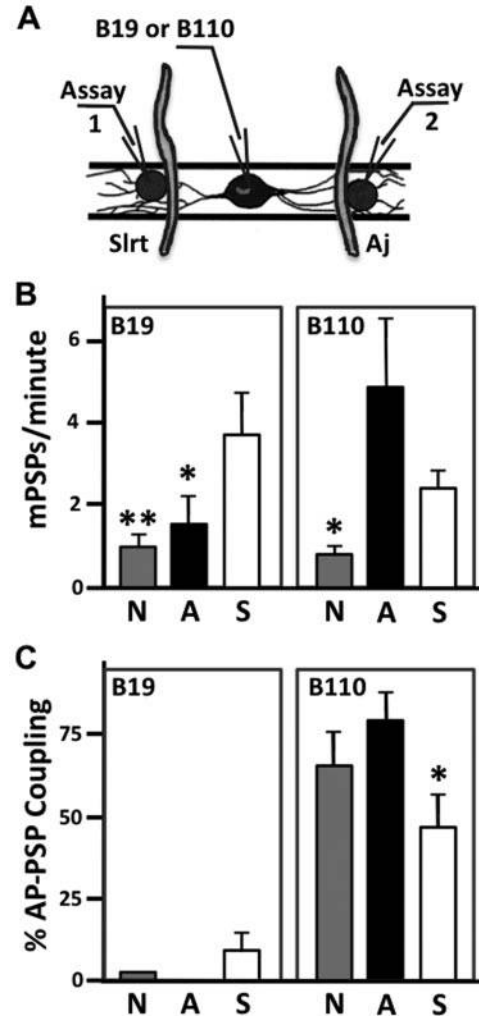 A
B19 or B110
Assay
1
Assay
2
Slrt
Aj
B
mPSPs/minute
6
4
2
0
B19
**
*
N A S
B110
*
N A S
C
% AP-PSP Coupling
75
50
25
0
B19
N A S
B110
*
N A S